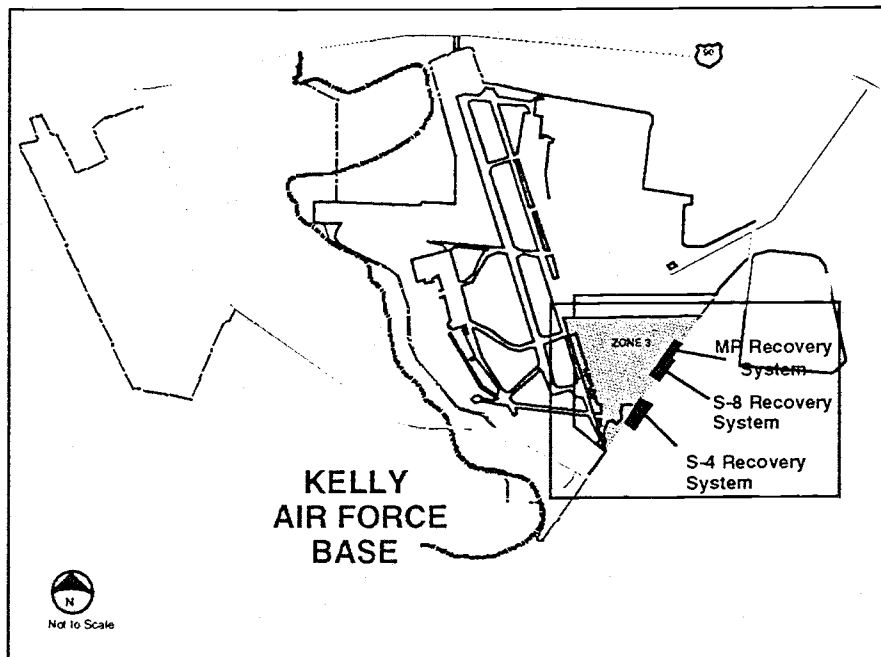 90
ZONE 3
MP Recovery
System
S-8 Recovery
System
S-4 Recovery
System
KELLY
AIR FORCE
BASE
N
Not to Scale